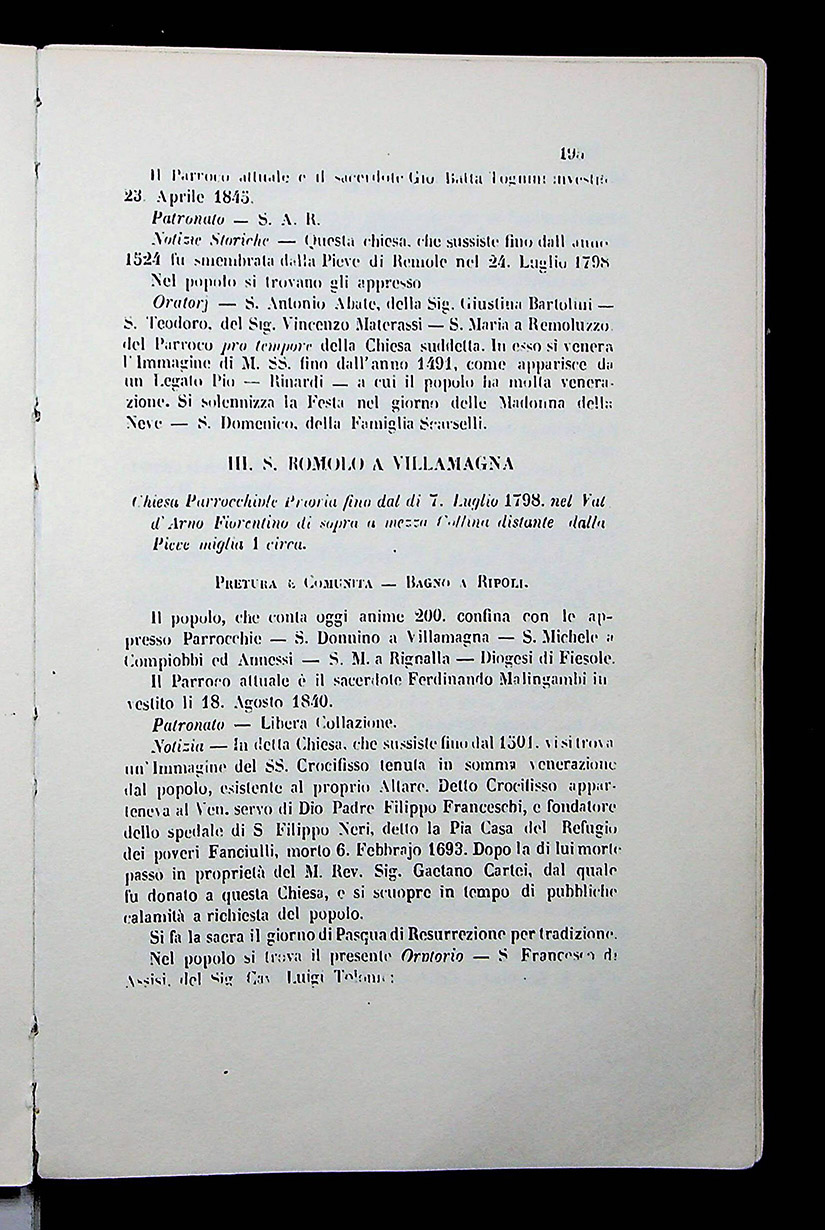 195
Il Parroco attuale e il sacerdote Gio Batta Tognini investito
23. Aprile 1845.
Patronato — S. A. R.
Notizie Storiche — Questa chiesa, che sussiste fino dall anno
1524 fu smembrata dalla Pieve di Remole nel 24. Luglio 1798
Nel popolo si trovano gli appresso
Oratorj — S. Antonio Abate, della Sig. Giustina Bartolini —
S. Teodoro, del Sig. Vincenzo Materassi — S. Maria a Remoluzzo,
del Parroco pro tempore della Chiesa suddetta. In esso si venera
l'Immagine di M. SS. fino dall'anno 1491, come apparisce da
un Legato Pio — Rinardi — a cui il popolo ha molta venera-
zione. Si solennizza la Festa nel giorno delle Madonna della
Neve — S. Domenico, della Famiglia Scarselli.
III. S. ROMOLO A VILLAMAGNA
Chiesa Parrocchiale Prioria fino dal dì 7. Luglio 1798. nel Val
d'Arno Fiorentino di sopra a mezza Collina distante dalla
Pieve miglia 1 circa.
PRETURA E COMUNITA — BAGNO A RIPOLI.
Il popolo, che conta oggi anime 200. confina con le ap-
presso Parrocchie — S. Donnino a Villamagna — S. Michele a
Compiobbi ed Annessi — S. M. a Rignalla — Diogesi di Fiesole.
Il Parroco attuale è il sacerdote Ferdinando Malingambi in
vestito li 18. Agosto 1840.
Patronato — Libera Collazione.
Notizia — In detta Chiesa, che sussiste fino dal 1501. vi si trova
un'Immagine del SS. Crocifisso tenuta in somma venerazione
dal popolo, esistente al proprio Altare. Detto Crocifisso appar-
teneva al Ven. servo di Dio Padre Filippo Franceschi, e fondatore
dello spedale di S Filippo Neri, detto la Pia Casa del Refugio
dei poveri Fanciulli, morto 6. Febbrajo 1693. Dopo la di lui morte
passo in proprietà del M. Rev. Sig. Gaetano Cartei, dal quale
fu donato a questa Chiesa, e si scuopre in tempo di pubbliche
calamità a richiesta del popolo.
Si fa la sacra il giorno di Pasqua di Resurrezione per tradizione.
Nel popolo si trova il presente Oratorio — S Francesco di
Assisi, del Sig Cav Luigi